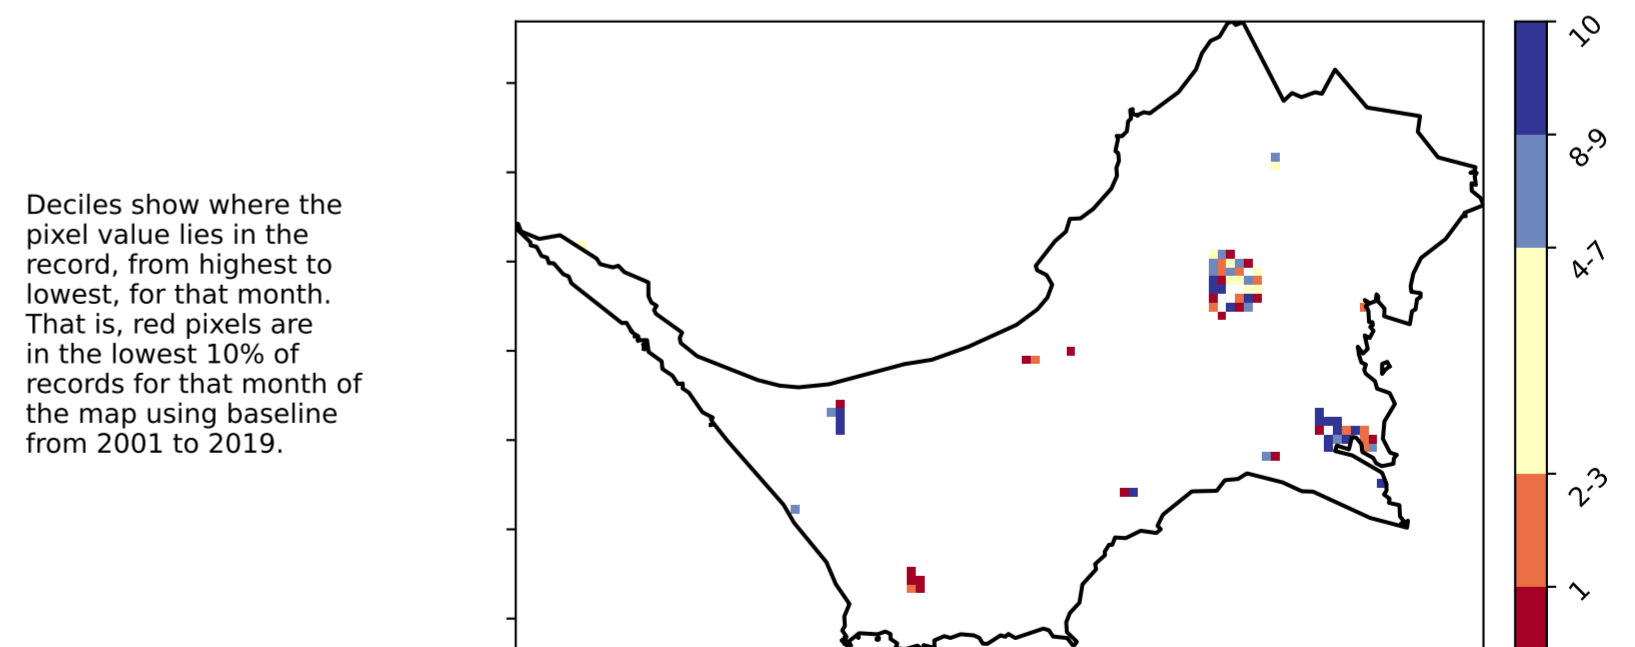 Deciles show where the
pixel value lies in the
record, from highest to
lowest, for that month.
That is, red pixels are
in the lowest 10% of
records for that month of
the map using baseline
from 2001 to 2019.
10
8-9
4-7
2-3
1